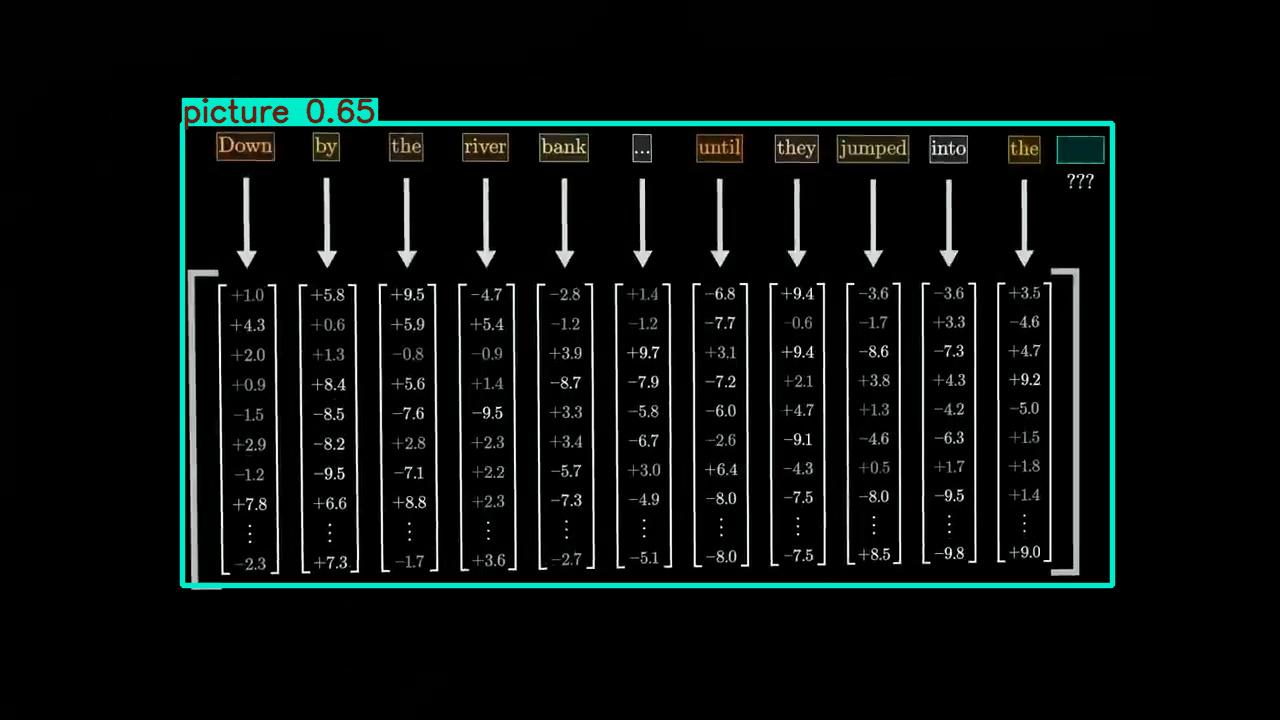 picture 0.65
Down by the river bank ... until they jumped into the
???
+1.0 +5.8 +9.5 −4.7 −2.8 +1.4 −6.8 +9.4 −3.6 −3.6 +3.5
+4.3 +0.6 +5.9 +5.4 −1.2 −1.2 −7.7 −0.6 −1.7 +3.3 −4.6
+2.0 +1.3 −0.8 −0.9 +3.9 +9.7 +3.1 +9.4 −8.6 −7.3 +4.7
+0.9 +8.4 +5.6 +1.4 −8.7 −7.9 −7.2 +2.1 +3.8 +4.3 +9.2
−1.5 −8.5 −7.6 −9.5 +3.3 −5.8 −6.0 +4.7 +1.3 −4.2 −5.0
+2.9 −8.2 +2.8 +2.3 +3.4 −6.7 −2.6 −9.1 −4.6 −6.3 +1.5
−1.2 −9.5 −7.1 +2.2 −5.7 +3.0 +6.4 −4.3 +0.5 +1.7 +1.8
+7.8 +6.6 +8.8 +2.3 −7.3 −4.9 −8.0 −7.5 −8.0 −9.5 +1.4
⋮ ⋮ ⋮ ⋮ ⋮ ⋮ ⋮ ⋮ ⋮ ⋮ ⋮
−2.3 +7.3 −1.7 +3.6 −2.7 −5.1 −8.0 −7.5 +8.5 −9.8 +9.0